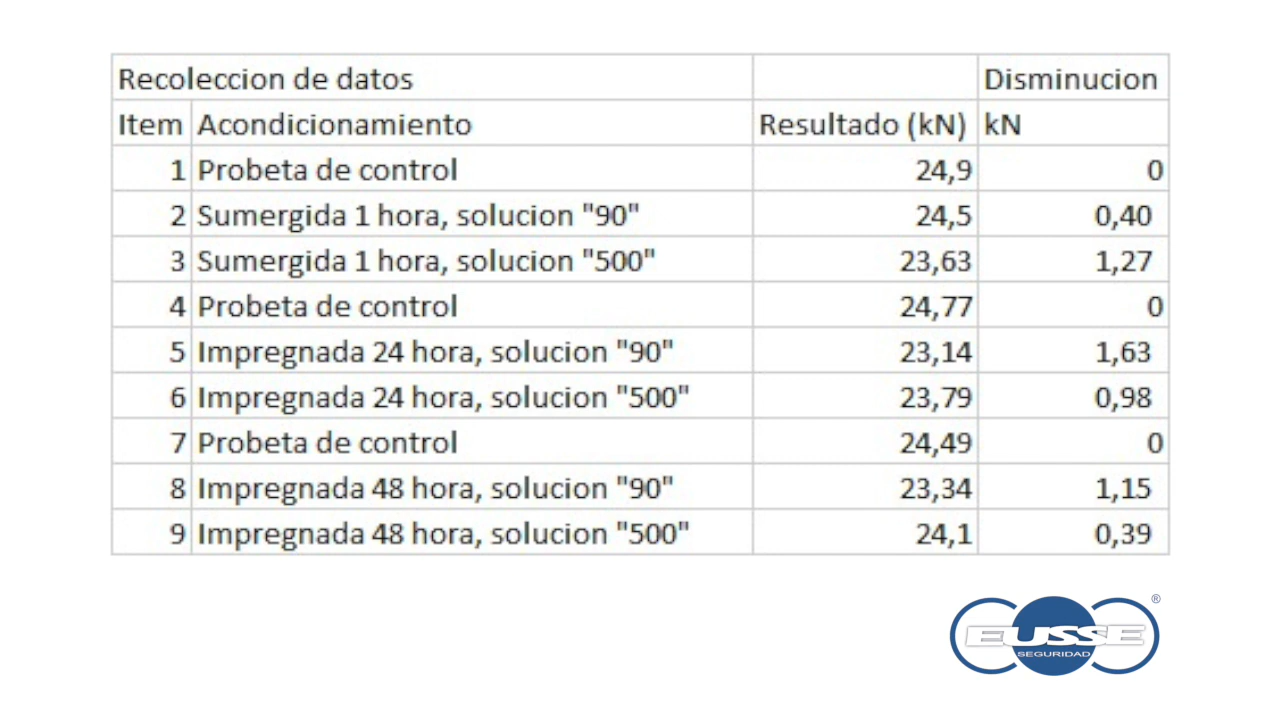 Recoleccion de datos Disminucion
Item Acondicionamiento Resultado (kN) kN
1 Probeta de control 24,9 0
2 Sumergida 1 hora, solucion "90" 24,5 0,40
3 Sumergida 1 hora, solucion "500" 23,63 1,27
4 Probeta de control 24,77 0
5 Impregnada 24 hora, solucion "90" 23,14 1,63
6 Impregnada 24 hora, solucion "500" 23,79 0,98
7 Probeta de control 24,49 0
8 Impregnada 48 hora, solucion "90" 23,34 1,15
9 Impregnada 48 hora, solucion "500" 24,1 0,39
®
EUSSE
SEGURIDAD